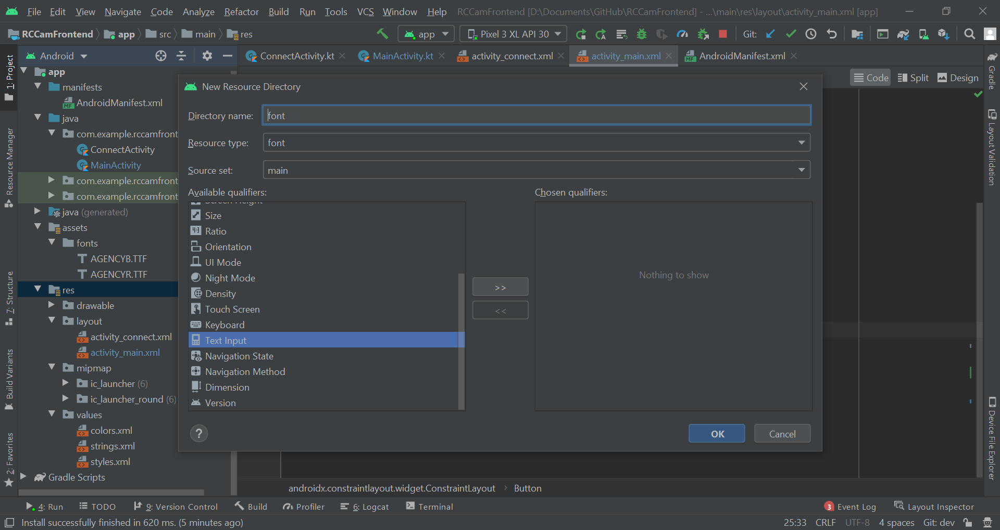 File Edit View Navigate Code Analyze Refactor Build Run Tools VCS Window Help RCCamFrontend [D:\Documents\GitHub\RCCamFrontend] - ...\main\res\layout\activity_main.xml [app]
RCCamFrontend app src main res app Pixel 3 XL API 30 Git:
Android ConnectActivity.kt MainActivity.kt activity_connect.xml activity_main.xml AndroidManifest.xml
Code Split Design
1: Project
Resource Manager
7: Structure
Build Variants
2: Favorites
app
manifests
MF AndroidManifest.xml
java
com.example.rccamfront
ConnectActivity
MainActivity
com.example.rccamfront
com.example.rccamfront
java (generated)
assets
fonts
AGENCYB.TTF
AGENCYR.TTF
res
drawable
layout
activity_connect.xml
activity_main.xml
mipmap
ic_launcher (6)
ic_launcher_round (6)
values
colors.xml
strings.xml
styles.xml
Gradle Scripts
New Resource Directory
Directory name: font
Resource type: font
Source set: main
Available qualifiers: Chosen qualifiers:
Screen Height
Size
Ratio
Orientation
UI Mode
Night Mode
Density
Touch Screen
Keyboard
Text Input
Navigation State
Navigation Method
Dimension
Version
>>
<<
Nothing to show
? OK Cancel
Gradle
Layout Validation
Device File Explorer
androidx.constraintlayout.widget.ConstraintLayout Button
4: Run TODO 9: Version Control Build Profiler 6: Logcat Terminal 3 Event Log Layout Inspector
Install successfully finished in 620 ms. (5 minutes ago) 25:33 CRLF UTF-8 4 spaces Git: dev